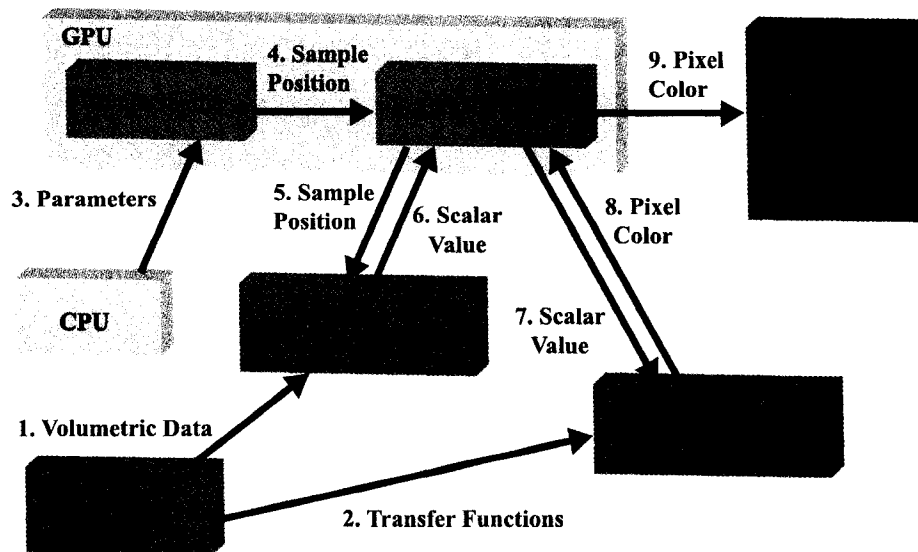 GPU
4. Sample
Position
9. Pixel
Color
3. Parameters
5. Sample
Position
6. Scalar
Value
8. Pixel
Color
CPU
7. Scalar
Value
1. Volumetric Data
2. Transfer Functions